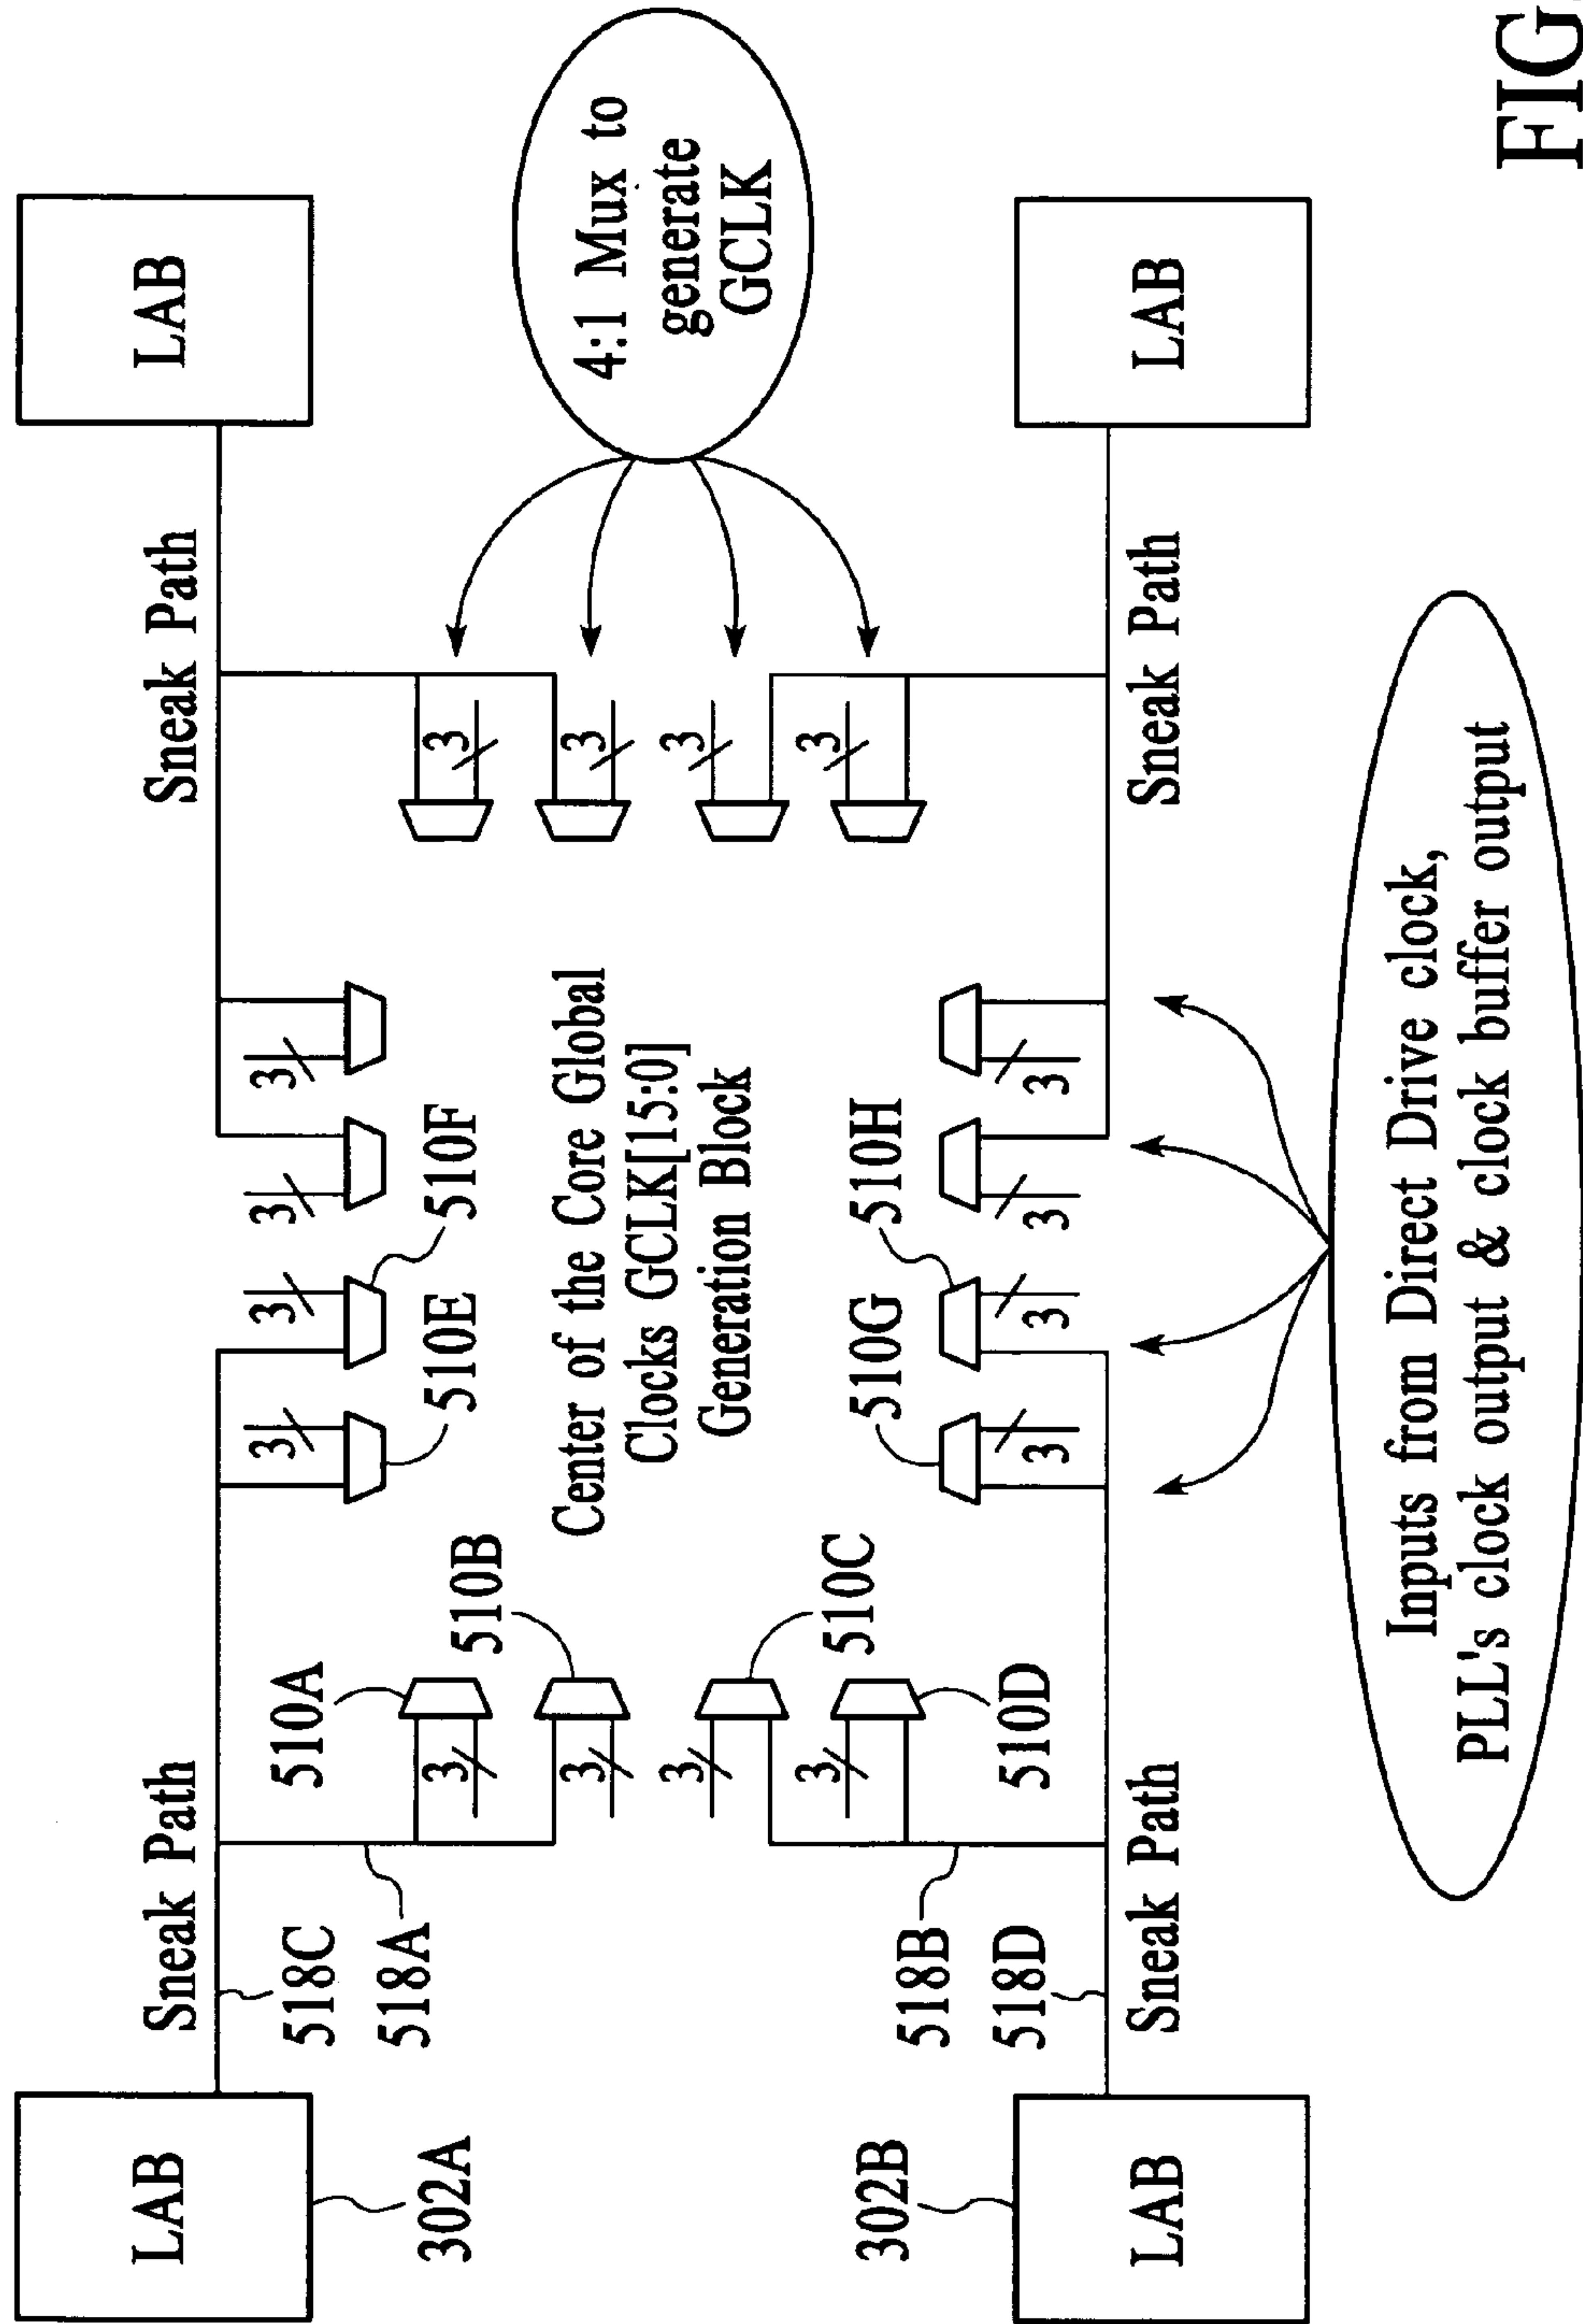 LAB
LAB
Sneak Path
Sneak Path
302A
518C
518A
510A
510B
3
3
510E
510F
3
3
3
3
3
3
4:1 Mux to
generate
GCLK
Center of the Core Global
Clocks GCLK[15:0]
Generation Block
3
3
510C
510D
510G
510H
3
3
3
3
3
3
302B
518B
518D
Sneak Path
Sneak Path
LAB
LAB
Inputs from Direct Drive clock,
PLL's clock output & clock buffer output
FIG